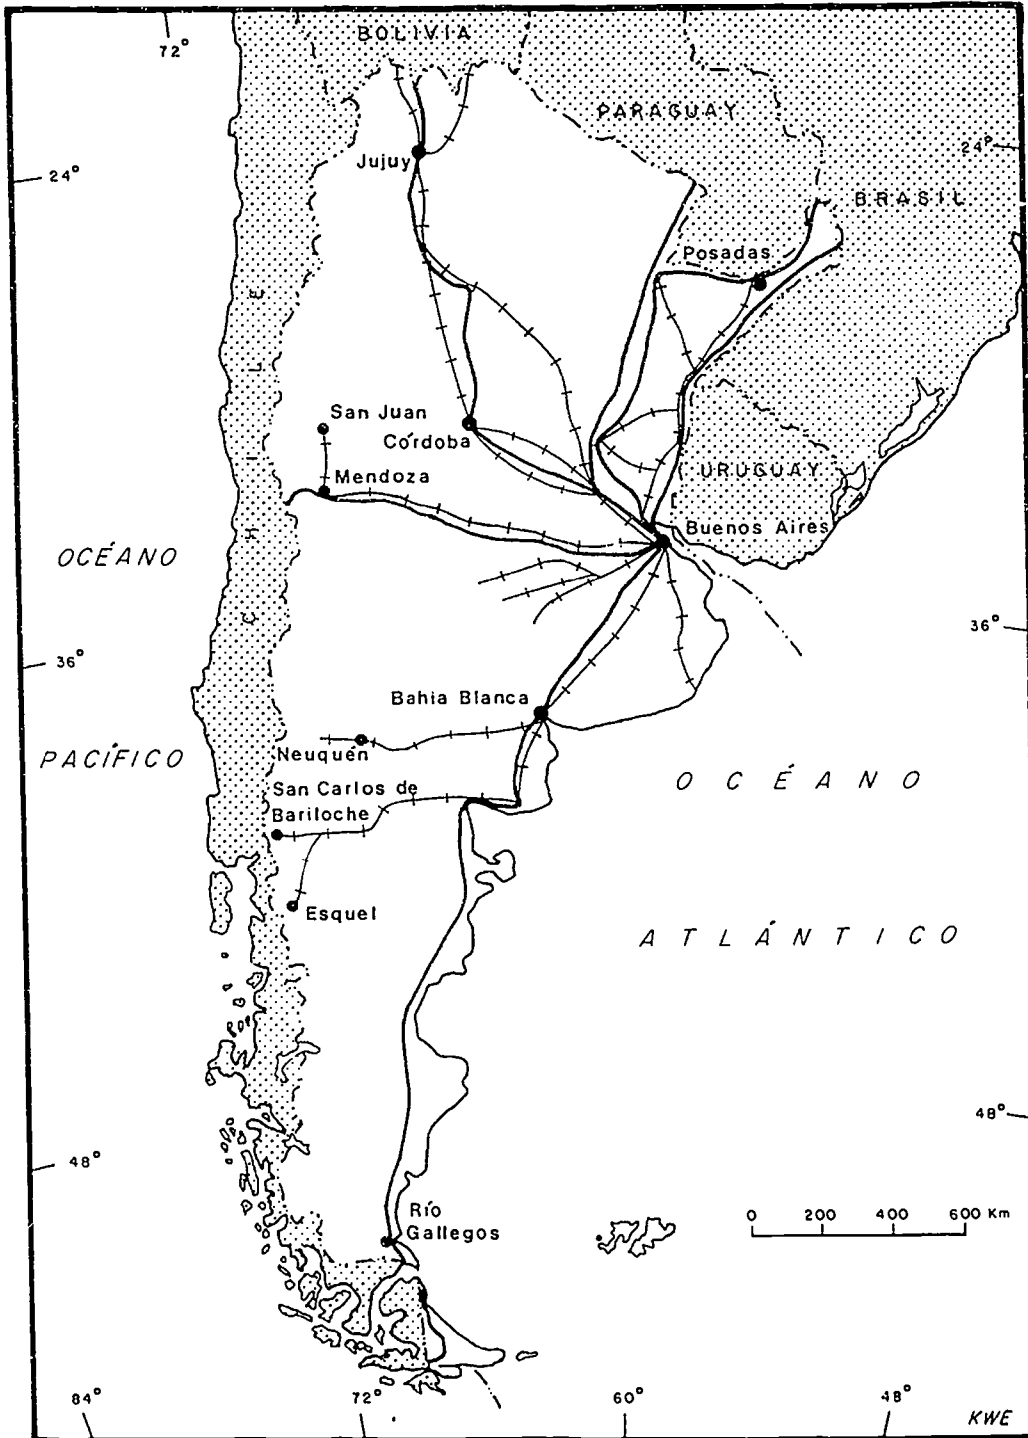 72°
BOLIVIA
PARAGUAY
24°
24°
Jujuy
BRASIL
Posadas
CHILE
San Juan
Córdoba
Mendoza
URUGUAY
Buenos Aires
OCÉANO
36°
36°
Bahia Blanca
Neuquén
PACÍFICO
San Carlos de
Bariloche
OCÉANO
Esquel
ATLÁNTICO
48°
48°
Río
Gallegos
0 200 400 600 Km
84°
72°
60°
48°
KWE